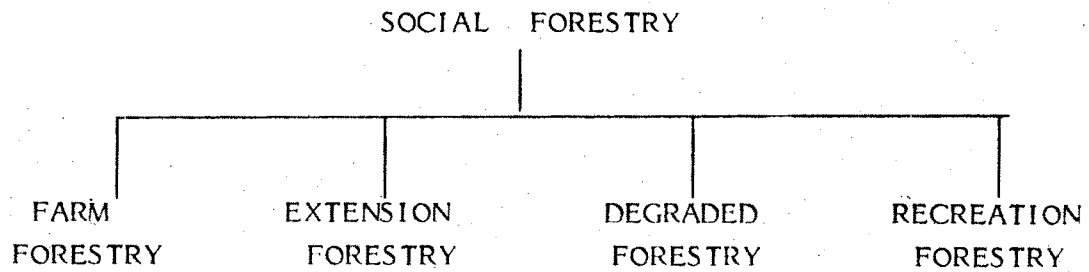 SOCIAL FORESTRY
FARM EXTENSION DEGRADED RECREATION
FORESTRY FORESTRY FORESTRY FORESTRY